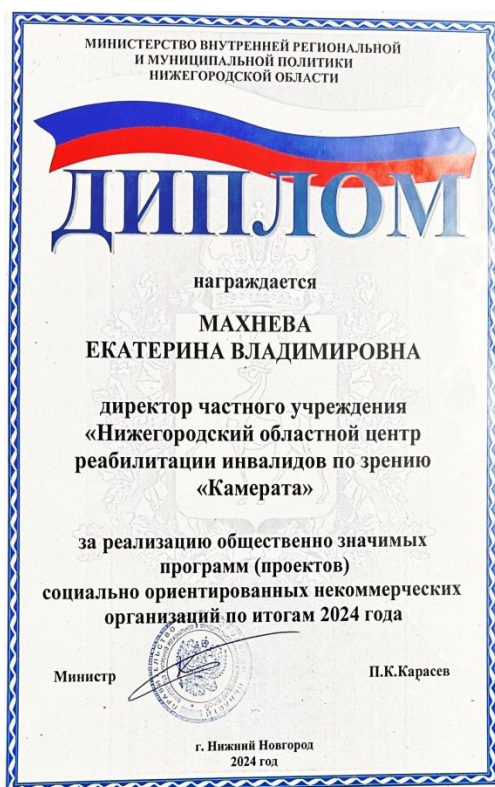 МИНИСТЕРСТВО ВНУТРЕННЕЙ РЕГИОНАЛЬНОЙ
И МУНИЦИПАЛЬНОЙ ПОЛИТИКИ
НИЖЕГОРОДСКОЙ ОБЛАСТИ
ДИПЛОМ
награждается
МАХНЕВА
ЕКАТЕРИНА ВЛАДИМИРОВНА
директор частного учреждения
«Нижегородский областной центр
реабилитации инвалидов по зрению
«Камерата»
за реализацию общественно значимых
программ (проектов)
социально ориентированных некоммерческих
организаций по итогам 2024 года
Министр
П.К.Карасев
г. Нижний Новгород
2024 год